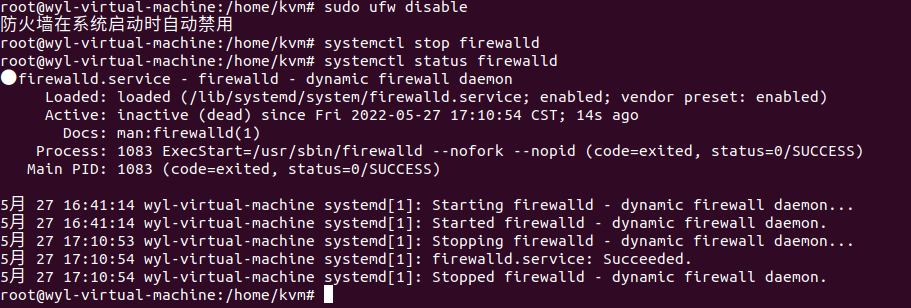 root@wyl-virtual-machine:/home/kvm# sudo ufw disable
防火墙在系统启动时自动禁用
root@wyl-virtual-machine:/home/kvm# systemctl stop firewalld
root@wyl-virtual-machine:/home/kvm# systemctl status firewalld
●firewalld.service - firewalld - dynamic firewall daemon
     Loaded: loaded (/lib/systemd/system/firewalld.service; enabled; vendor preset: enabled)
     Active: inactive (dead) since Fri 2022-05-27 17:10:54 CST; 14s ago
       Docs: man:firewalld(1)
    Process: 1083 ExecStart=/usr/sbin/firewalld --nofork --nopid (code=exited, status=0/SUCCESS)
   Main PID: 1083 (code=exited, status=0/SUCCESS)
5月 27 16:41:14 wyl-virtual-machine systemd[1]: Starting firewalld - dynamic firewall daemon...
5月 27 16:41:14 wyl-virtual-machine systemd[1]: Started firewalld - dynamic firewall daemon.
5月 27 17:10:53 wyl-virtual-machine systemd[1]: Stopping firewalld - dynamic firewall daemon...
5月 27 17:10:54 wyl-virtual-machine systemd[1]: firewalld.service: Succeeded.
5月 27 17:10:54 wyl-virtual-machine systemd[1]: Stopped firewalld - dynamic firewall daemon.
root@wyl-virtual-machine:/home/kvm#